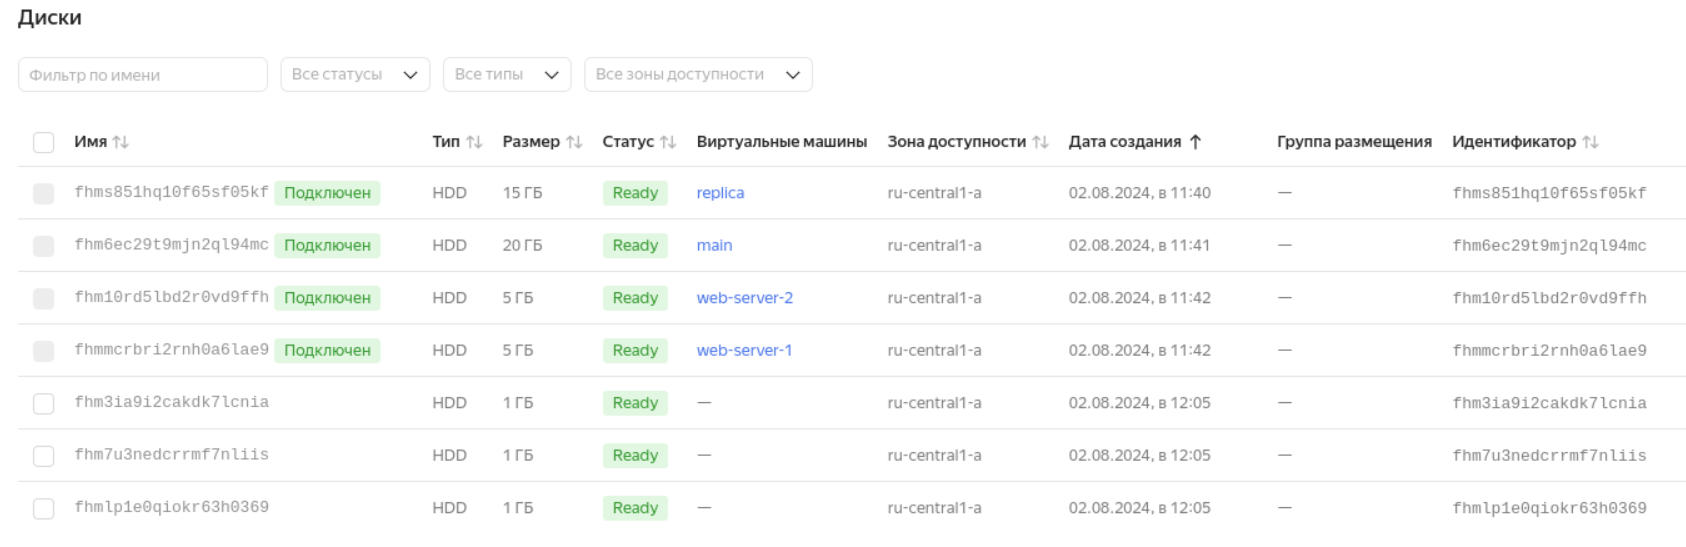 Диски
Фильтр по имени Все статусы Все типы Все зоны доступности
Имя Тип Размер Статус Виртуальные машины Зона доступности Дата создания Группа размещения Идентификатор
fhms851hq10f65sf05kf Подключен HDD 15 ГБ Ready replica ru-central1-a 02.08.2024, в 11:40 — fhms851hq10f65sf05kf
fhm6ec29t9mjn2ql94mc Подключен HDD 20 ГБ Ready main ru-central1-a 02.08.2024, в 11:41 — fhm6ec29t9mjn2ql94mc
fhm10rd5lbd2r0vd9ffh Подключен HDD 5 ГБ Ready web-server-2 ru-central1-a 02.08.2024, в 11:42 — fhm10rd5lbd2r0vd9ffh
fhmmcrbri2rnh0a6lae9 Подключен HDD 5 ГБ Ready web-server-1 ru-central1-a 02.08.2024, в 11:42 — fhmmcrbri2rnh0a6lae9
fhm3ia9i2cakdk7lcnia HDD 1 ГБ Ready — ru-central1-a 02.08.2024, в 12:05 — fhm3ia9i2cakdk7lcnia
fhm7u3nedcrrmf7nliis HDD 1 ГБ Ready — ru-central1-a 02.08.2024, в 12:05 — fhm7u3nedcrrmf7nliis
fhmlp1e0qiokr63h0369 HDD 1 ГБ Ready — ru-central1-a 02.08.2024, в 12:05 — fhmlp1e0qiokr63h0369